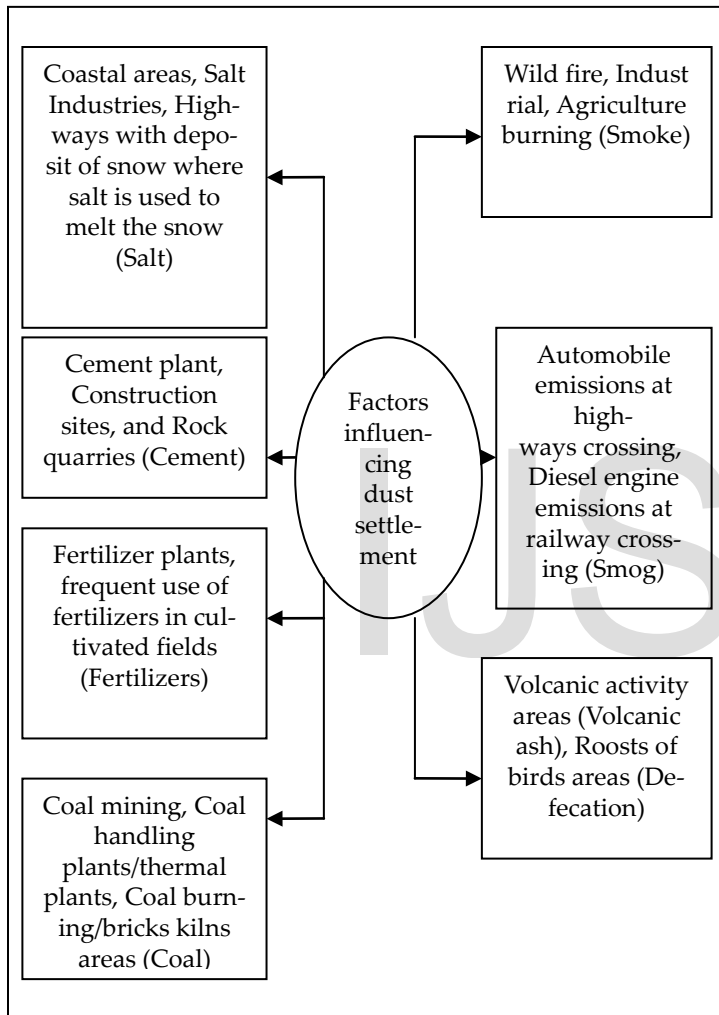 Coastal areas, Salt
Industries, High-
ways with depo-
sit of snow where
salt is used to
melt the snow
(Salt)
Cement plant,
Construction
sites, and Rock
quarries (Cement)
Fertilizer plants,
frequent use of
fertilizers in cul-
tivated fields
(Fertilizers)
Coal mining, Coal
handling
plants/thermal
plants, Coal burn-
ing/bricks kilns
areas (Coal)
Factors
influen-
cing
dust
settle-
ment
Wild fire, Indust
rial, Agriculture
burning (Smoke)
Automobile
emissions at
high-
ways crossing,
Diesel engine
emissions at
railway cross-
ing (Smog)
Volcanic activity
areas (Volcanic
ash), Roosts of
birds areas (De-
fecation)
IJS